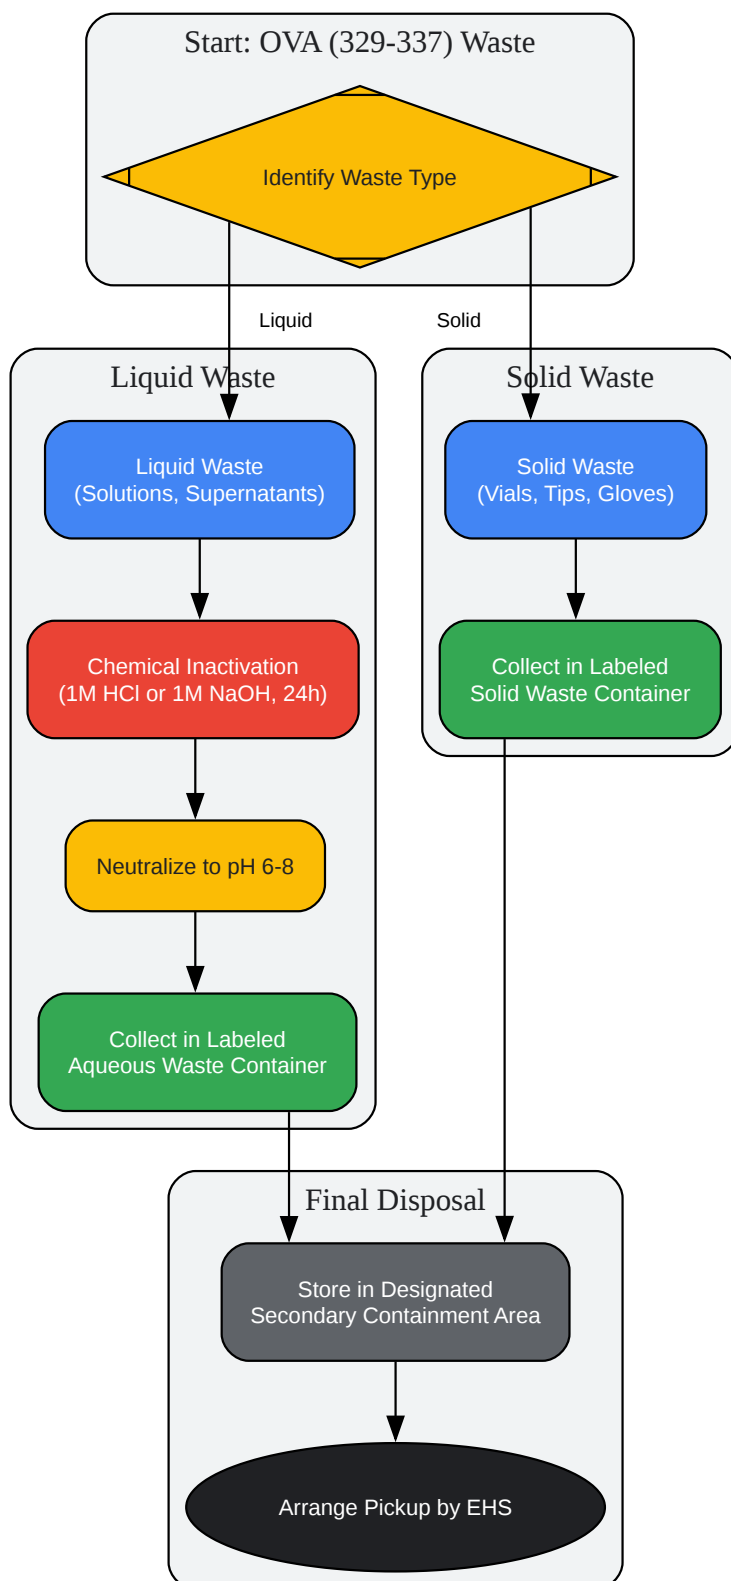 Start: OVA (329-337) Waste
Identify Waste Type
Liquid
Solid
Liquid Waste
Liquid Waste
(Solutions, Supernatants)
Chemical Inactivation
(1M HCl or 1M NaOH, 24h)
Neutralize to pH 6-8
Collect in Labeled
Aqueous Waste Container
Solid Waste
Solid Waste
(Vials, Tips, Gloves)
Collect in Labeled
Solid Waste Container
Final Disposal
Store in Designated
Secondary Containment Area
Arrange Pickup by EHS